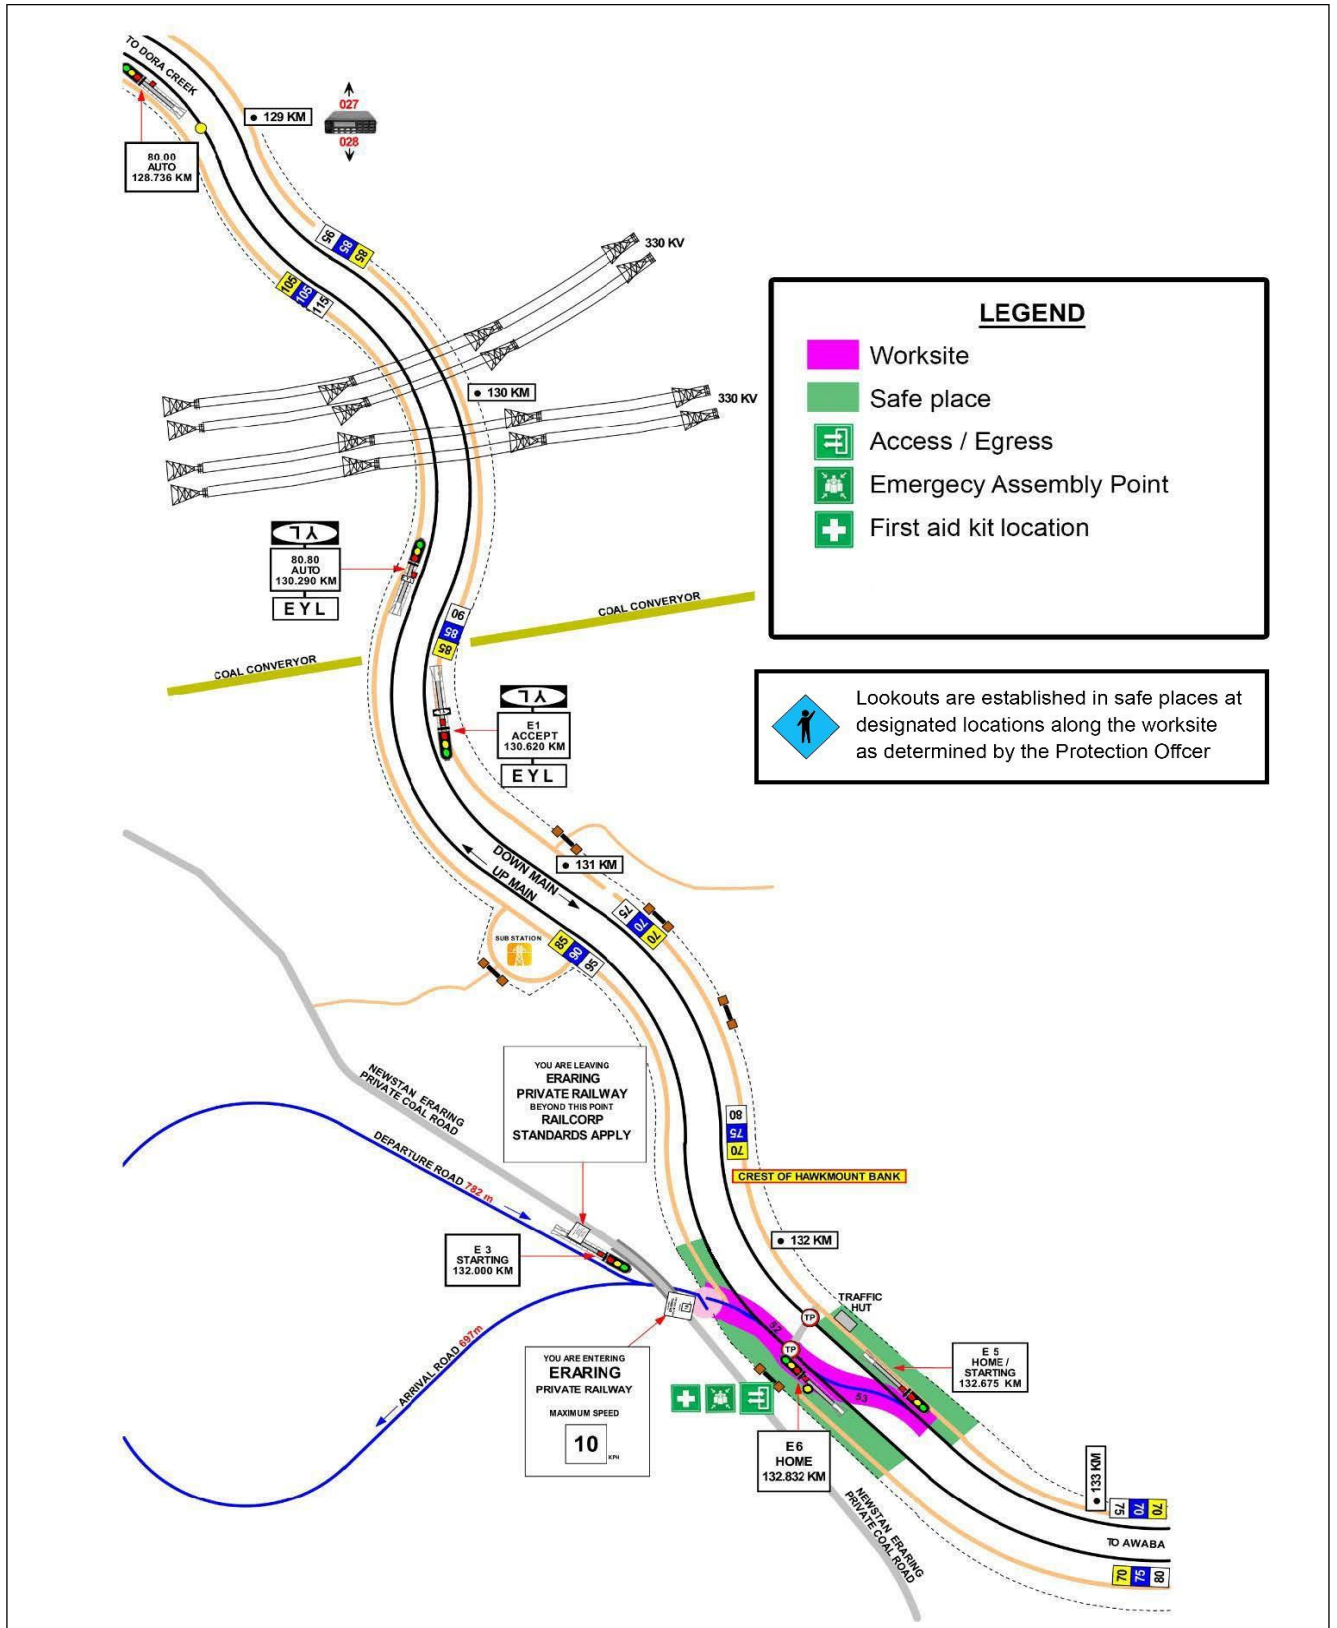 TO DORA CREEK
129 KM
027
028
80.00
AUTO
128.736 KM
95
85
85
105
105
115
330 KV
130 KM
330 KV
LEGEND
Worksite
Safe place
Access / Egress
Emergecy Assembly Point
First aid kit location
YL
80.80
AUTO
130.290 KM
EYL
90
85
85
COAL CONVERYOR
COAL CONVERYOR
YL
E1
ACCEPT
130.620 KM
EYL
Lookouts are established in safe places at
designated locations along the worksite
as determined by the Protection Offcer
131 KM
DOWN MAIN
UP MAIN
75
70
70
SUB STATION
85
90
95
YOU ARE LEAVING
ERARING
PRIVATE RAILWAY
BEYOND THIS POINT
RAILCORP
STANDARDS APPLY
NEWSTAN ERARING
PRIVATE COAL ROAD
DEPARTURE ROAD 782 m
80
75
70
CREST OF HAWKMOUNT BANK
132 KM
E 3
STARTING
132.000 KM
TRAFFIC
HUT
52
TP
TP
ARRIVAL ROAD 697m
YOU ARE ENTERING
ERARING
PRIVATE RAILWAY
MAXIMUM SPEED
10
KPH
E 5
HOME /
STARTING
132.675 KM
53
E6
HOME
132.832 KM
133 KM
NEWSTAN ERARING
PRIVATE COAL ROAD
75
70
70
TO AWABA
70
75
80